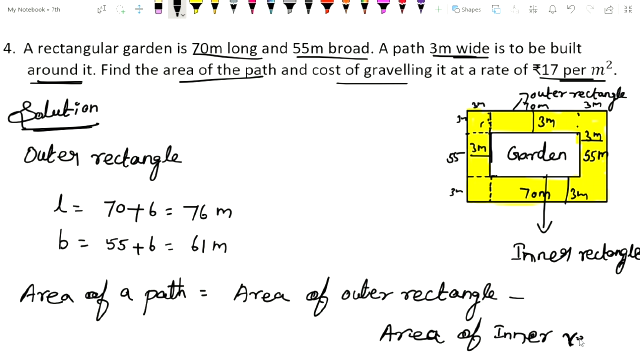 My Notebook • 7th
Shapes
4. A rectangular garden is 70m long and 55m broad. A path 3m wide is to be built
around it. Find the area of the path and cost of gravelling it at a rate of ₹17 per m².
Solution
Outer rectangle
l = 70+6 = 76 m
b = 55+6 = 61 m
Area of a path = Area of outer rectangle –
Area of Inner
outer rectangle
3m 70m 3m
3m 3m
3m Garden 3m
55 55m
3m 70m 3m
Inner rectangle